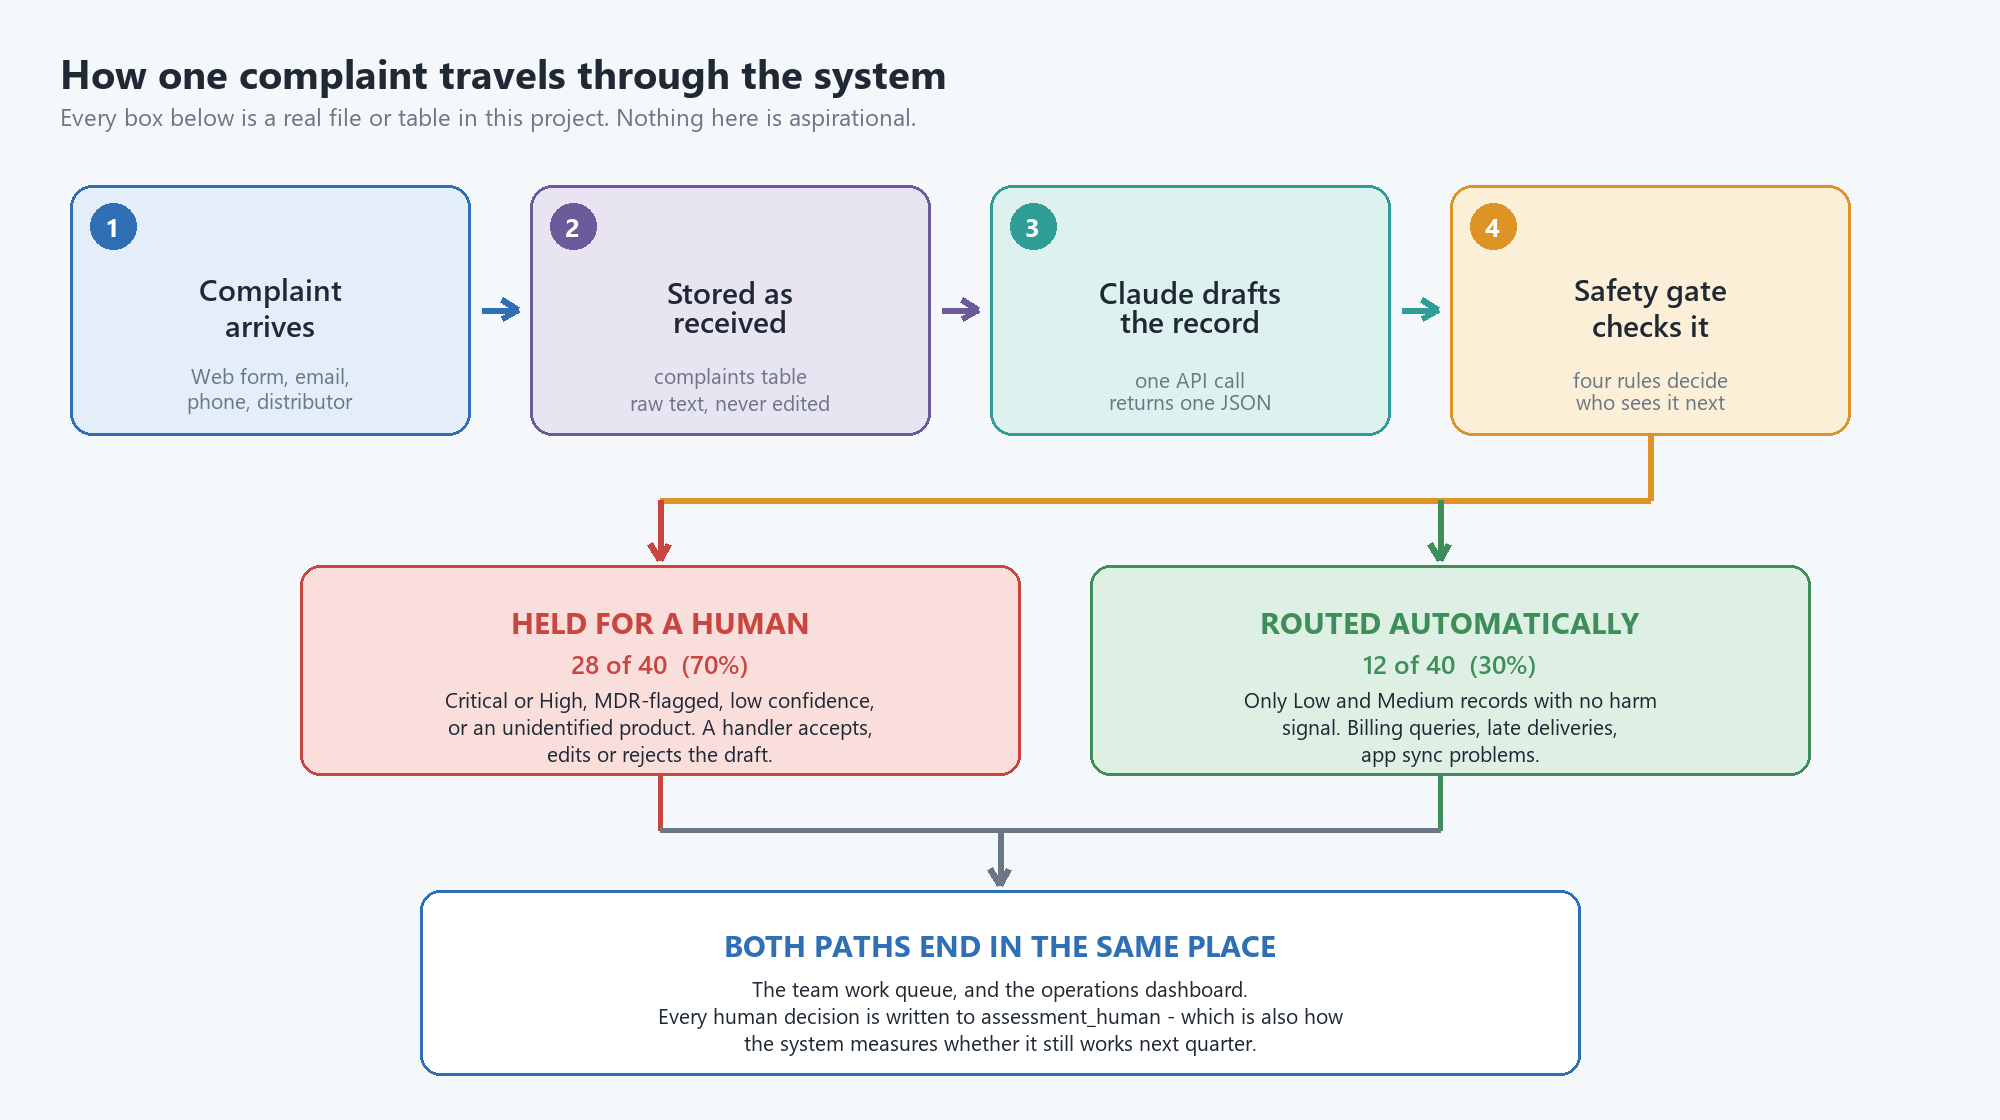 How one complaint travels through the system
Every box below is a real file or table in this project. Nothing here is aspirational.
1
Complaint
arrives
Web form, email,
phone, distributor
2
Stored as
received
complaints table
raw text, never edited
3
Claude drafts
the record
one API call
returns one JSON
4
Safety gate
checks it
four rules decide
who sees it next
HELD FOR A HUMAN
28 of 40 (70%)
Critical or High, MDR-flagged, low confidence,
or an unidentified product. A handler accepts,
edits or rejects the draft.
ROUTED AUTOMATICALLY
12 of 40 (30%)
Only Low and Medium records with no harm
signal. Billing queries, late deliveries,
app sync problems.
BOTH PATHS END IN THE SAME PLACE
The team work queue, and the operations dashboard.
Every human decision is written to assessment_human - which is also how
the system measures whether it still works next quarter.